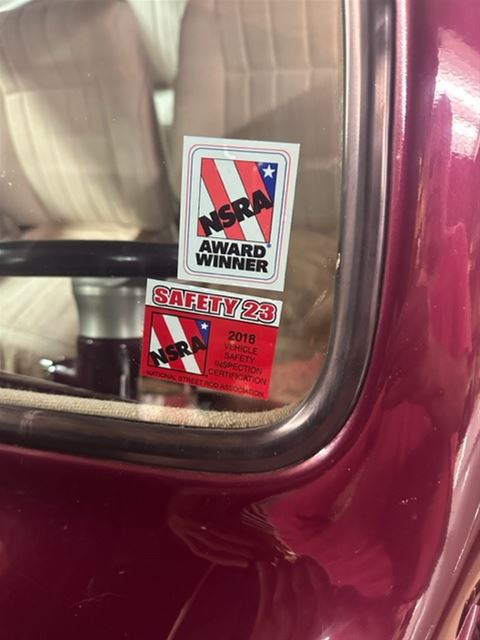 NSRA
AWARD
WINNER
SAFETY 23
NSRA
2018
VEHICLE
SAFETY
INSPECTION
CERTIFICATION
NATIONAL STREET ROD ASSOCIATION